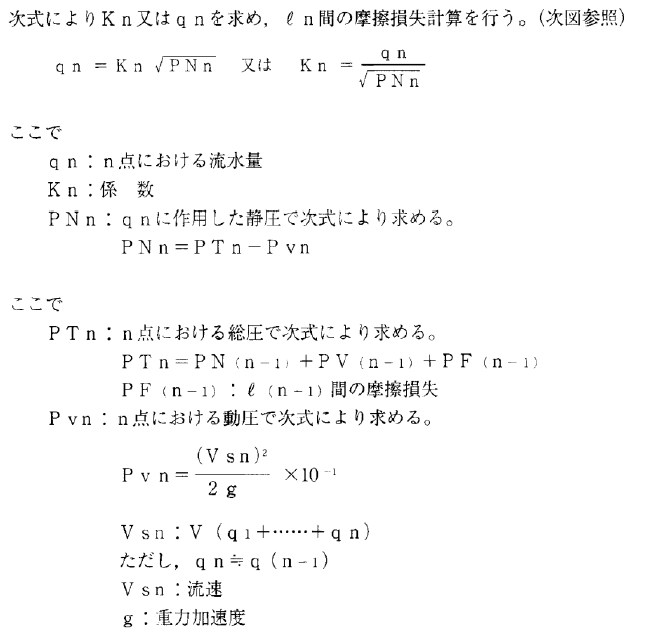 次式によりKn又はqnを求め，ℓn間の摩擦損失計算を行う。(次図参照)
qn = Kn √PNn 又は Kn = qn / √PNn
ここで
qn：n点における流水量
Kn：係 数
PNn：qnに作用した静圧で次式により求める。
PNn＝PTn－Pvn
ここで
PTn：n点における総圧で次式により求める。
PTn＝PN(n-1)＋PV(n-1)＋PF(n-1)
PF(n-1)：ℓ(n-1)間の摩擦損失
Pvn：n点における動圧で次式により求める。
Pvn＝(Vsn)² / 2g ×10⁻¹
Vsn：V(q1＋……＋qn)
ただし，qn≒q(n-1)
Vsn：流速
g：重力加速度